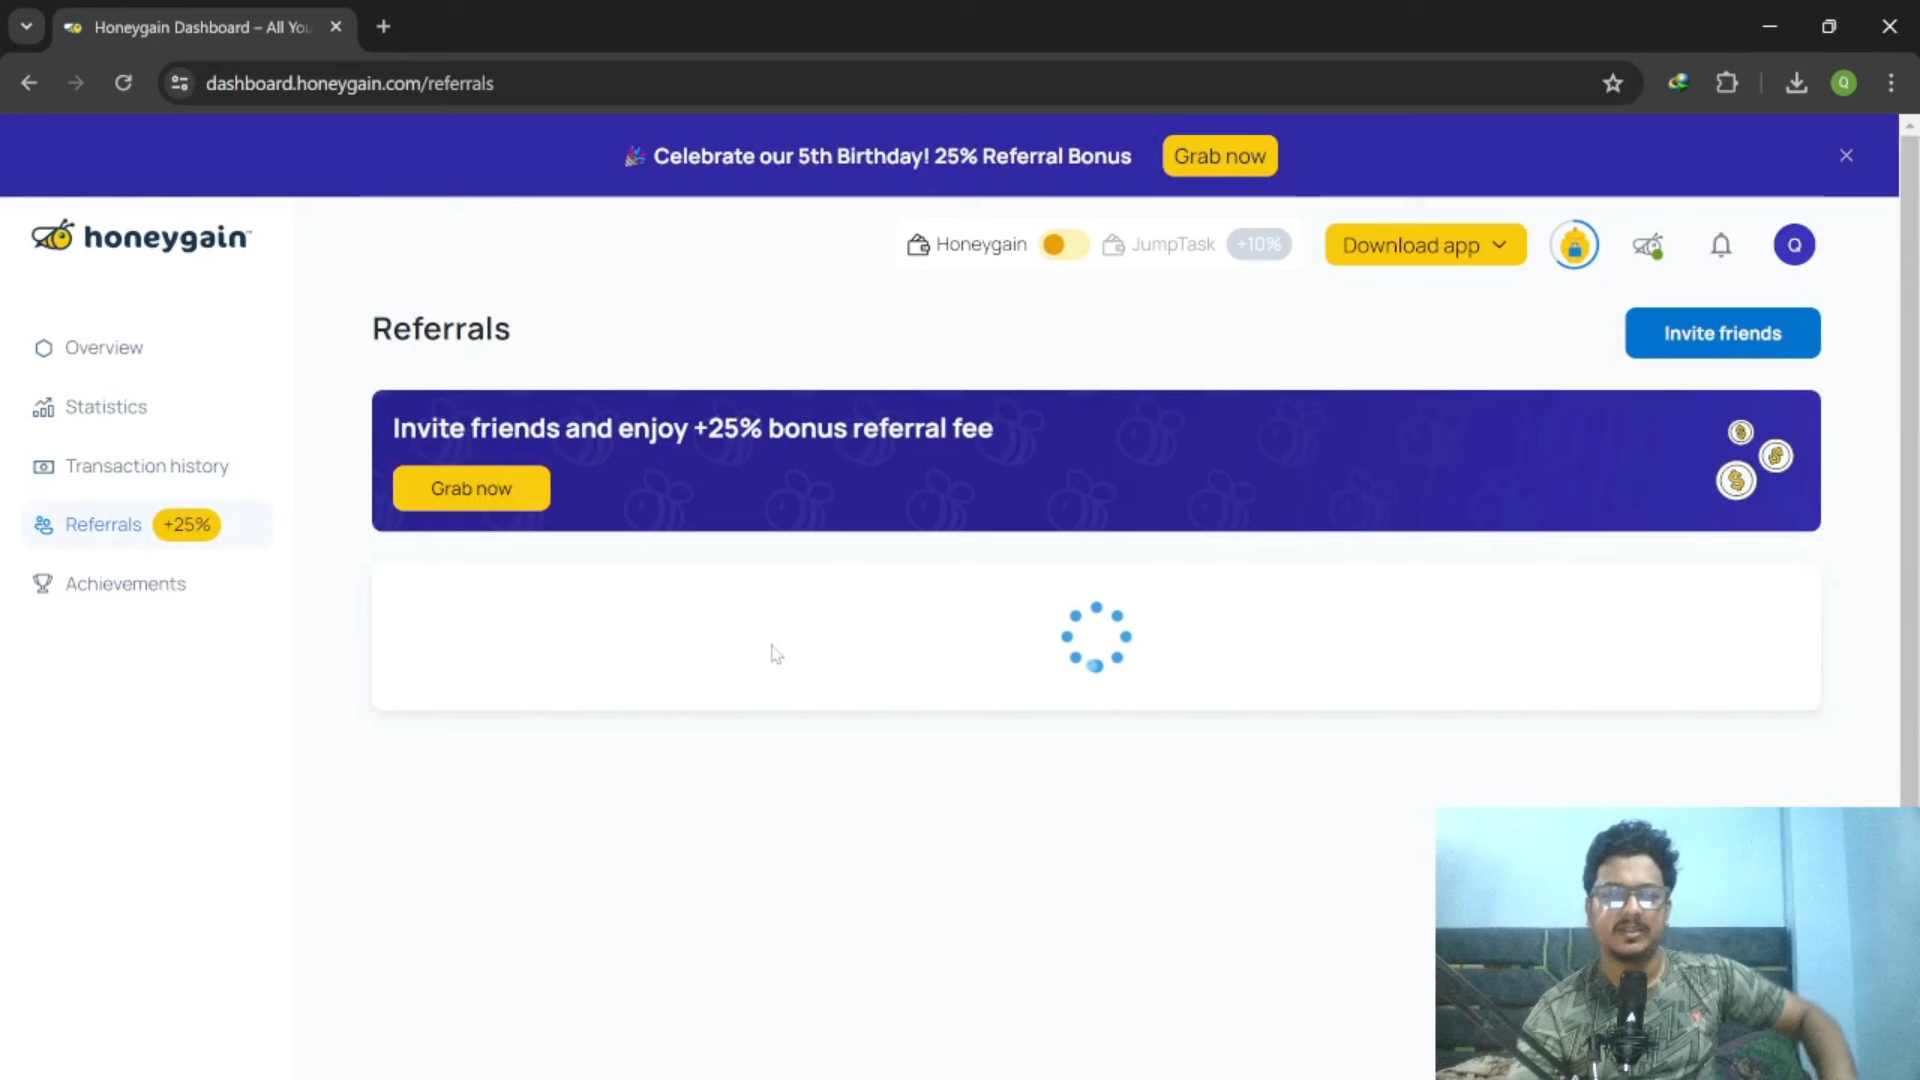 Honeygain Dashboard – All You
dashboard.honeygain.com/referrals
Q
🎉 Celebrate our 5th Birthday! 25% Referral Bonus
Grab now
honeygain™
Honeygain
JumpTask
+10%
Download app
Q
Overview
Statistics
Transaction history
Referrals +25%
Achievements
Referrals
Invite friends
Invite friends and enjoy +25% bonus referral fee
Grab now